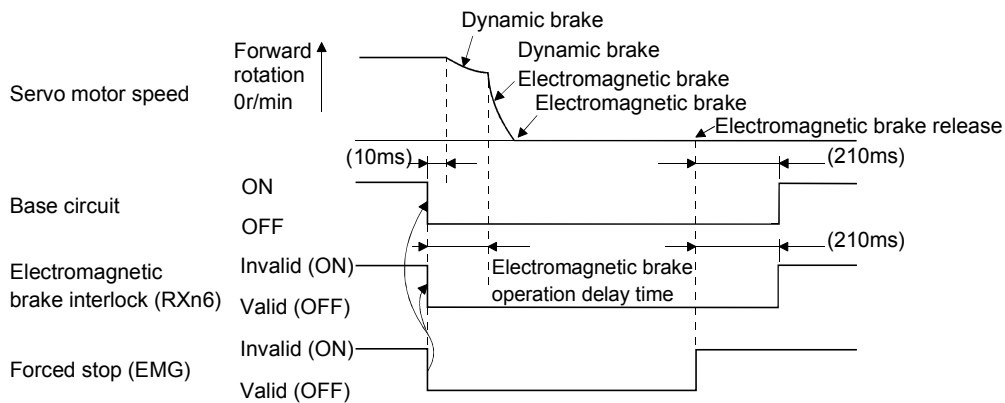 Dynamic brake
Forward
rotation
0r/min
Dynamic brake
Electromagnetic brake
Servo motor speed
Electromagnetic brake
Electromagnetic brake release
(10ms)
(210ms)
Base circuit
ON
OFF
(210ms)
Electromagnetic
brake interlock (RXn6)
Invalid (ON)
Valid (OFF)
Electromagnetic brake
operation delay time
Forced stop (EMG)
Invalid (ON)
Valid (OFF)